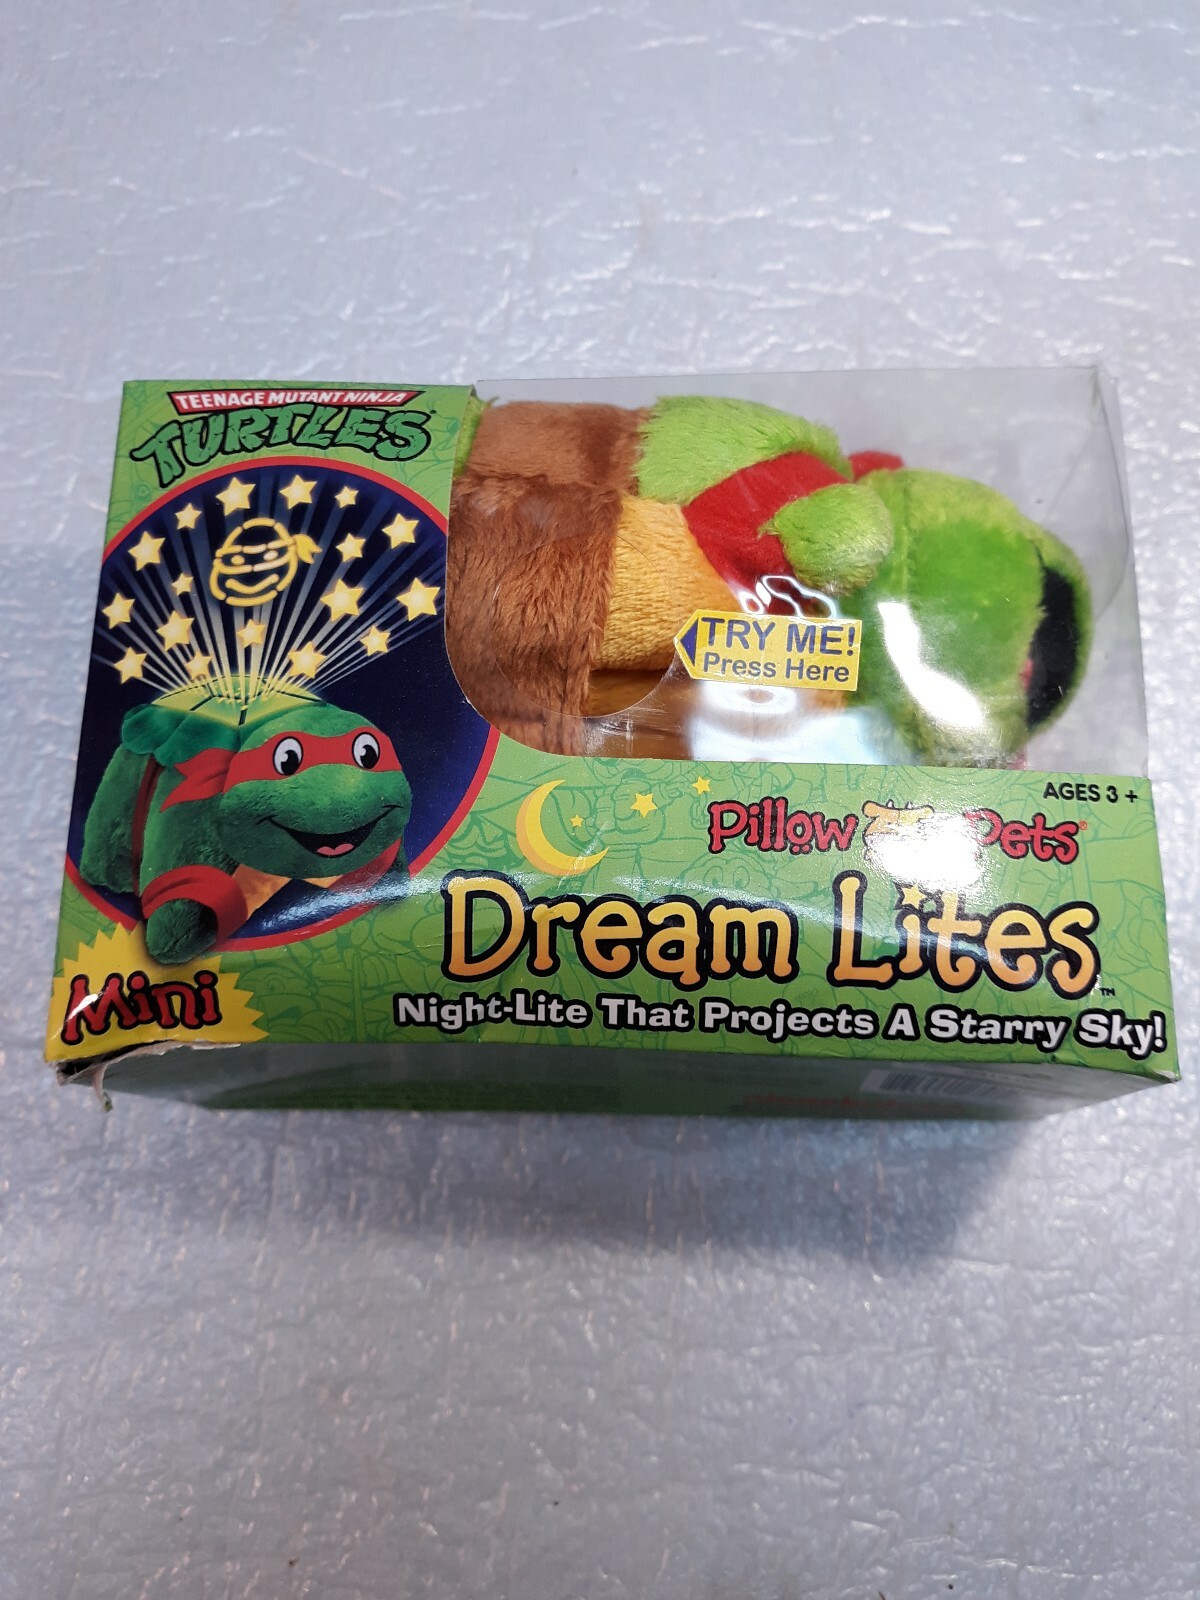 TEENAGE MUTANT NINJA
TURTLES
TRY ME!
Press Here
AGES 3 +
Pillow Pets®
Dream Lites™
Night-Lite That Projects A Starry Sky!
Mini